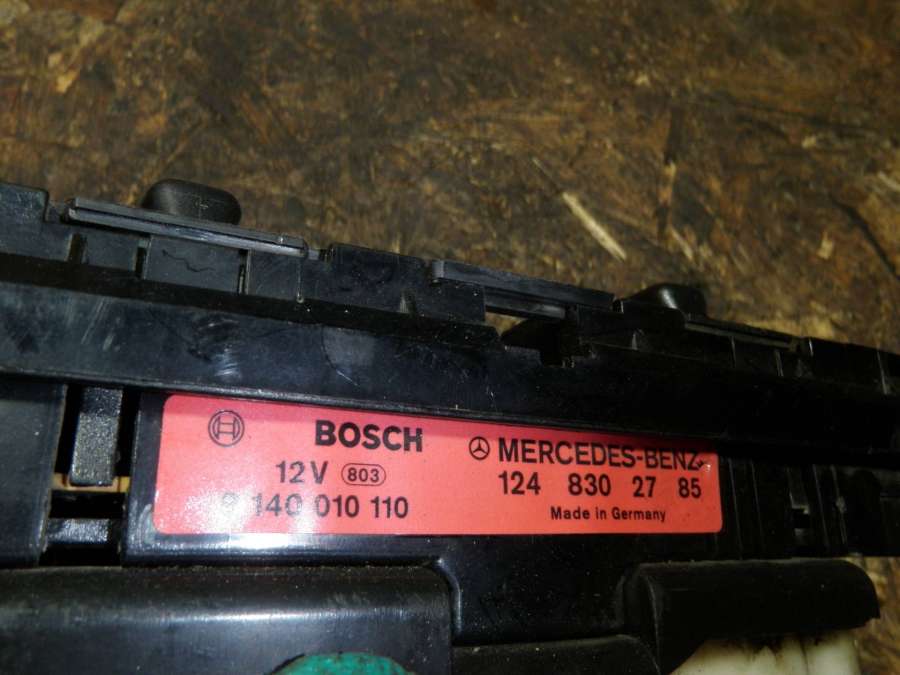 BOSCH
12V 803
140 010 110
MERCEDES-BENZ
124 830 27 85
Made in Germany